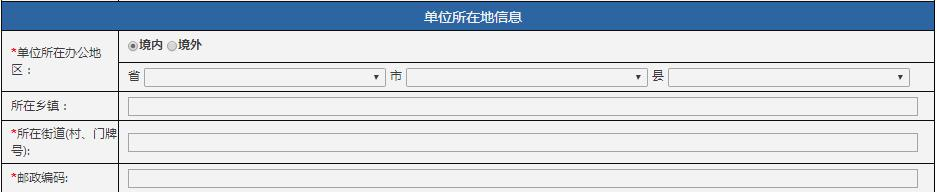 单位所在地信息
*单位所在办公地
区：
境内 境外
省 市 县
所在乡镇：
*所在街道(村、门牌
号):
*邮政编码: